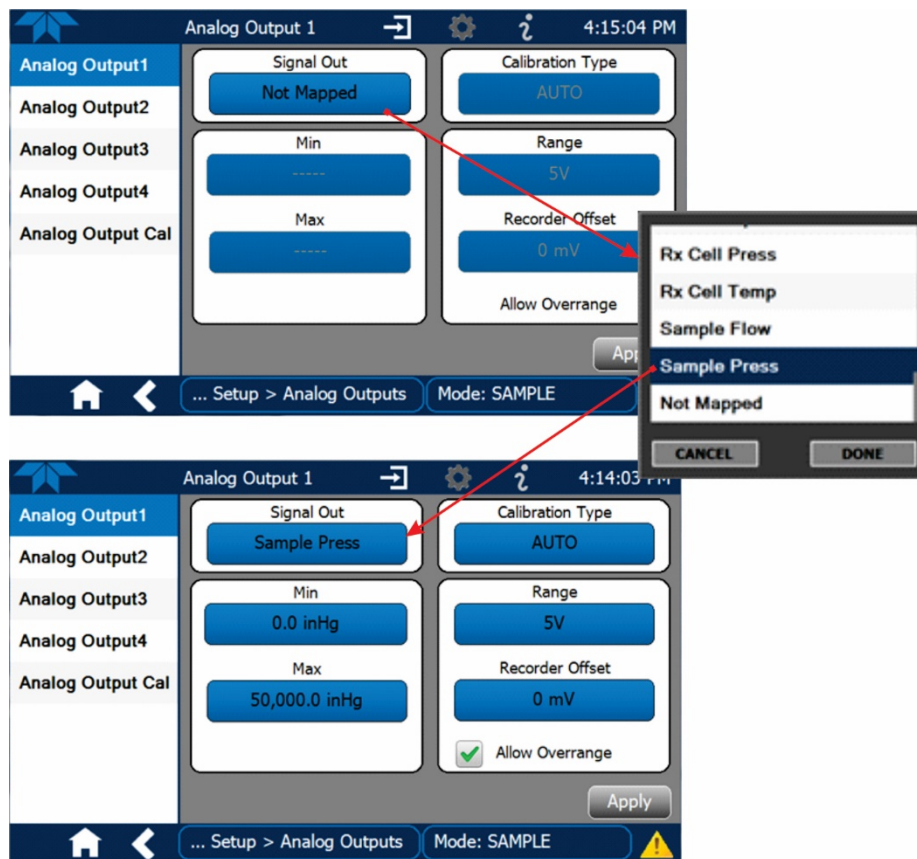 Analog Output 1
4:15:04 PM
Analog Output1
Analog Output2
Analog Output3
Analog Output4
Analog Output Cal
Signal Out
Not Mapped
Calibration Type
AUTO
Min
-----
Max
-----
Range
5V
Recorder Offset
0 mV
Allow Overrange
... Setup > Analog Outputs
Mode: SAMPLE
Rx Cell Press
Rx Cell Temp
Sample Flow
Sample Press
Not Mapped
CANCEL
DONE
Analog Output 1
4:14:03
Analog Output1
Analog Output2
Analog Output3
Analog Output4
Analog Output Cal
Signal Out
Sample Press
Calibration Type
AUTO
Min
0.0 inHg
Max
50,000.0 inHg
Range
5V
Recorder Offset
0 mV
Allow Overrange
Apply
... Setup > Analog Outputs
Mode: SAMPLE